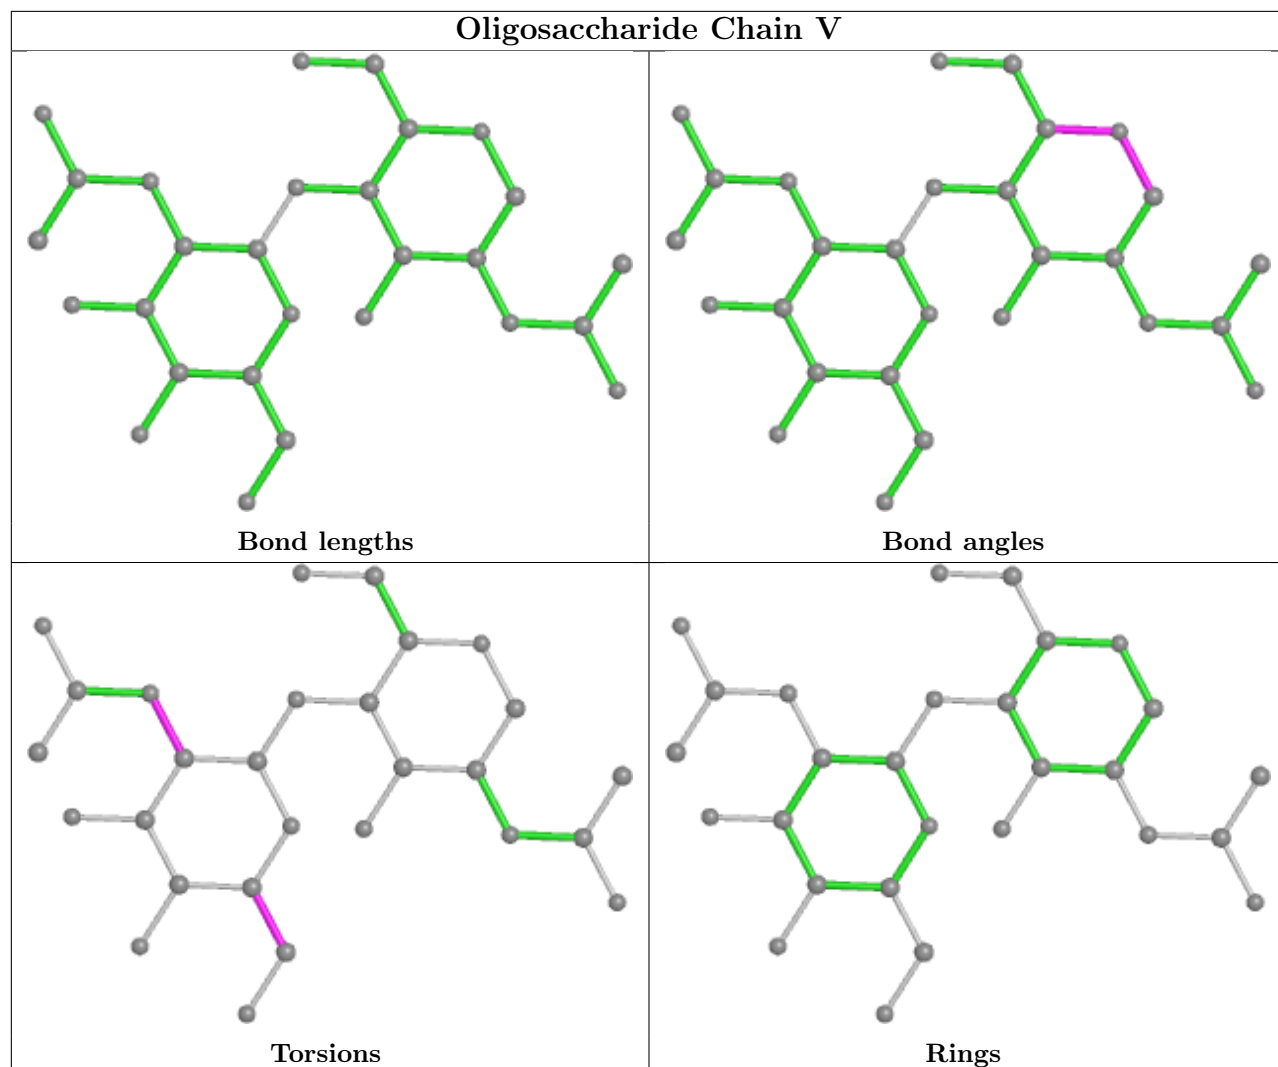 Oligosaccharide Chain V
Bond lengths
Bond angles
Torsions
Rings